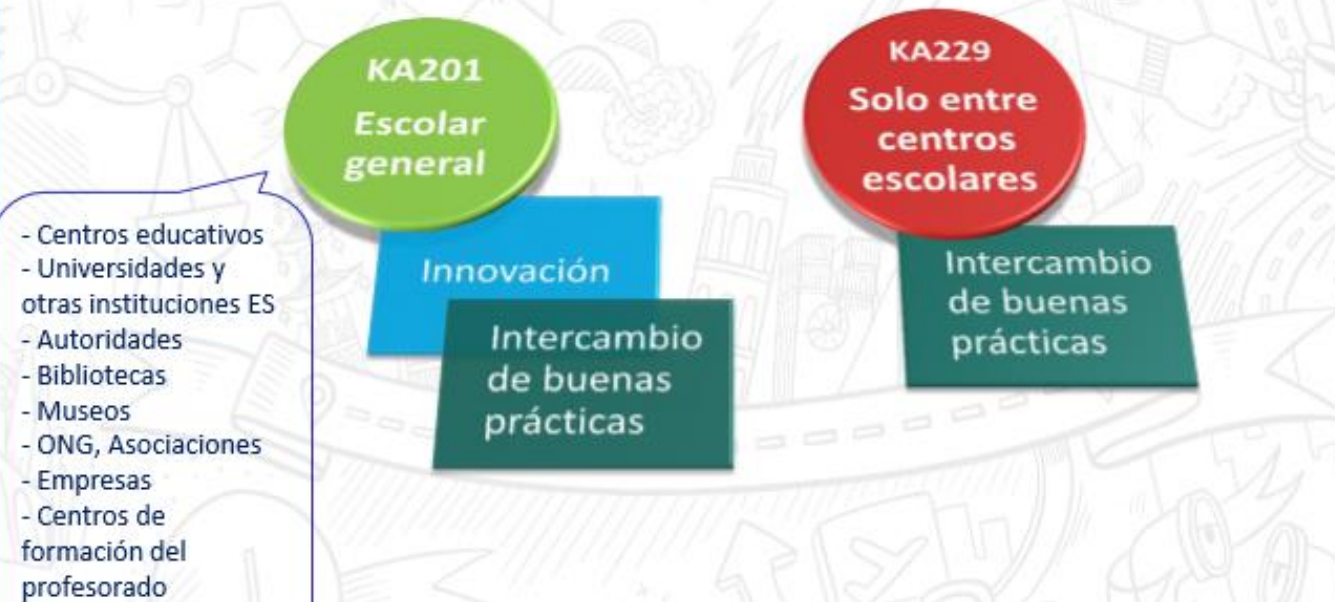 KA201
Escolar
general
Innovación
Intercambio
de buenas
prácticas
KA229
Solo entre
centros
escolares
Intercambio
de buenas
prácticas
- Centros educativos
- Universidades y
otras instituciones ES
- Autoridades
- Bibliotecas
- Museos
- ONG, Asociaciones
- Empresas
- Centros de
formación del
profesorado